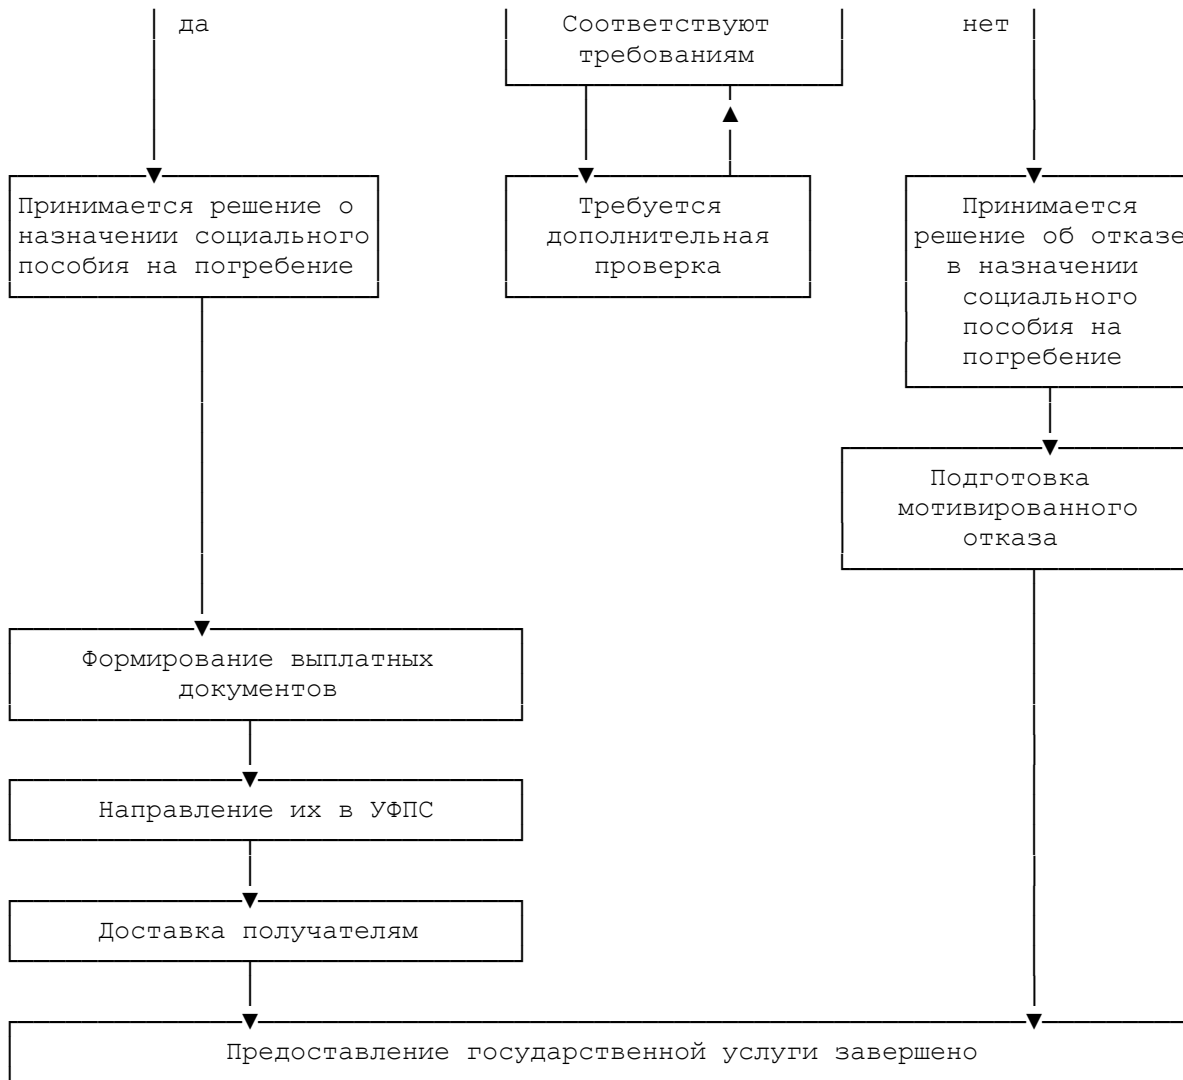 да
Соответствуют
требованиям
нет
Принимается решение о
назначении социального
пособия на погребение
Требуется
дополнительная
проверка
Принимается
решение об отказе
в назначении
социального
пособия на
погребение
Подготовка
мотивированного
отказа
Формирование выплатных
документов
Направление их в УФПС
Доставка получателям
Предоставление государственной услуги завершено